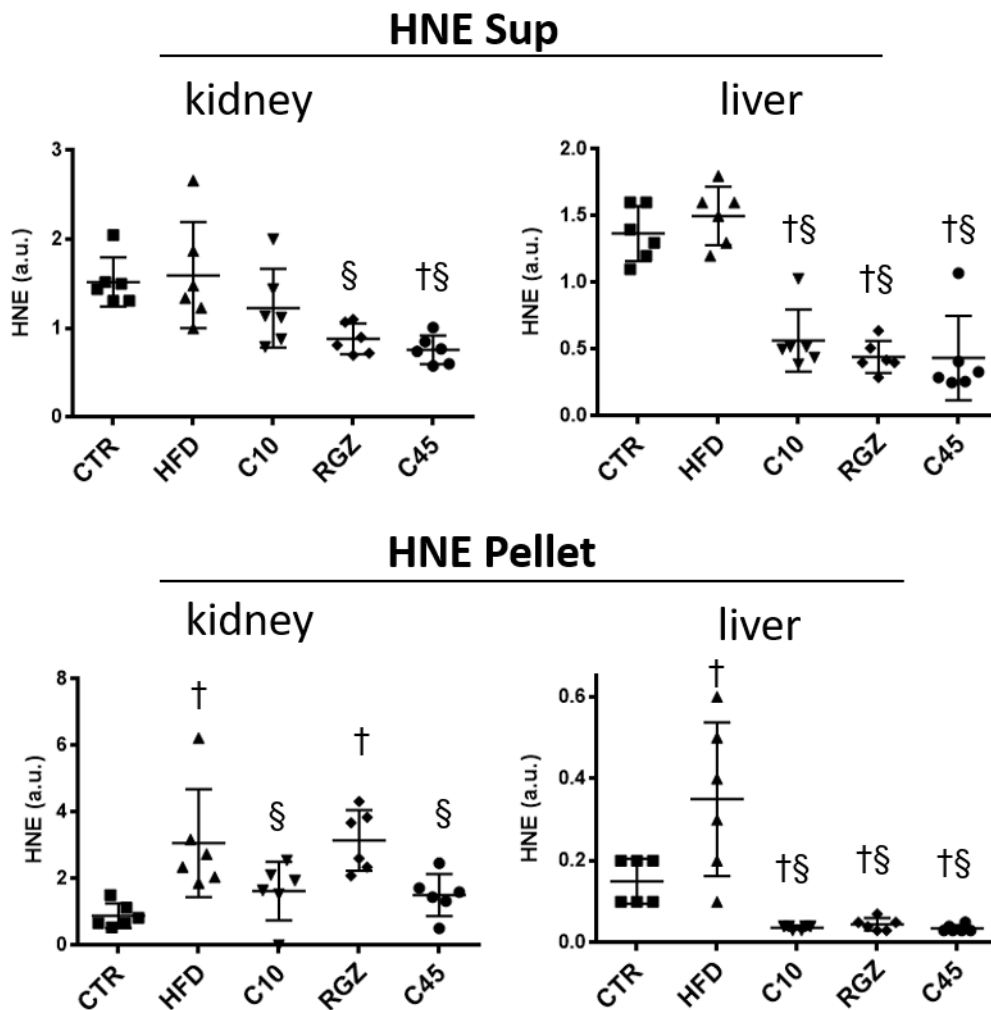 HNE Sup
kidney
liver
HNE (a.u.)
3
2
1
0
§
†§
CTR HFD C10 RGZ C45
HNE (a.u.)
2.0
1.5
1.0
0.5
0.0
†§
†§
†§
CTR HFD C10 RGZ C45
HNE Pellet
kidney
liver
HNE (a.u.)
8
6
4
2
0
†
§
†
§
CTR HFD C10 RGZ C45
HNE (a.u.)
0.6
0.4
0.2
0.0
†
†§
†§
†§
CTR HFD C10 RGZ C45